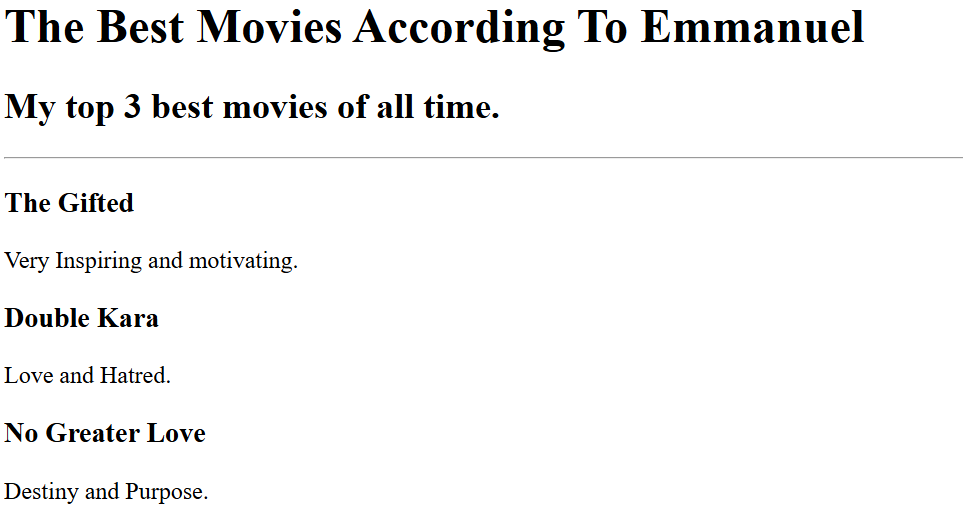 The Best Movies According To Emmanuel
My top 3 best movies of all time.
The Gifted
Very Inspiring and motivating.
Double Kara
Love and Hatred.
No Greater Love
Destiny and Purpose.